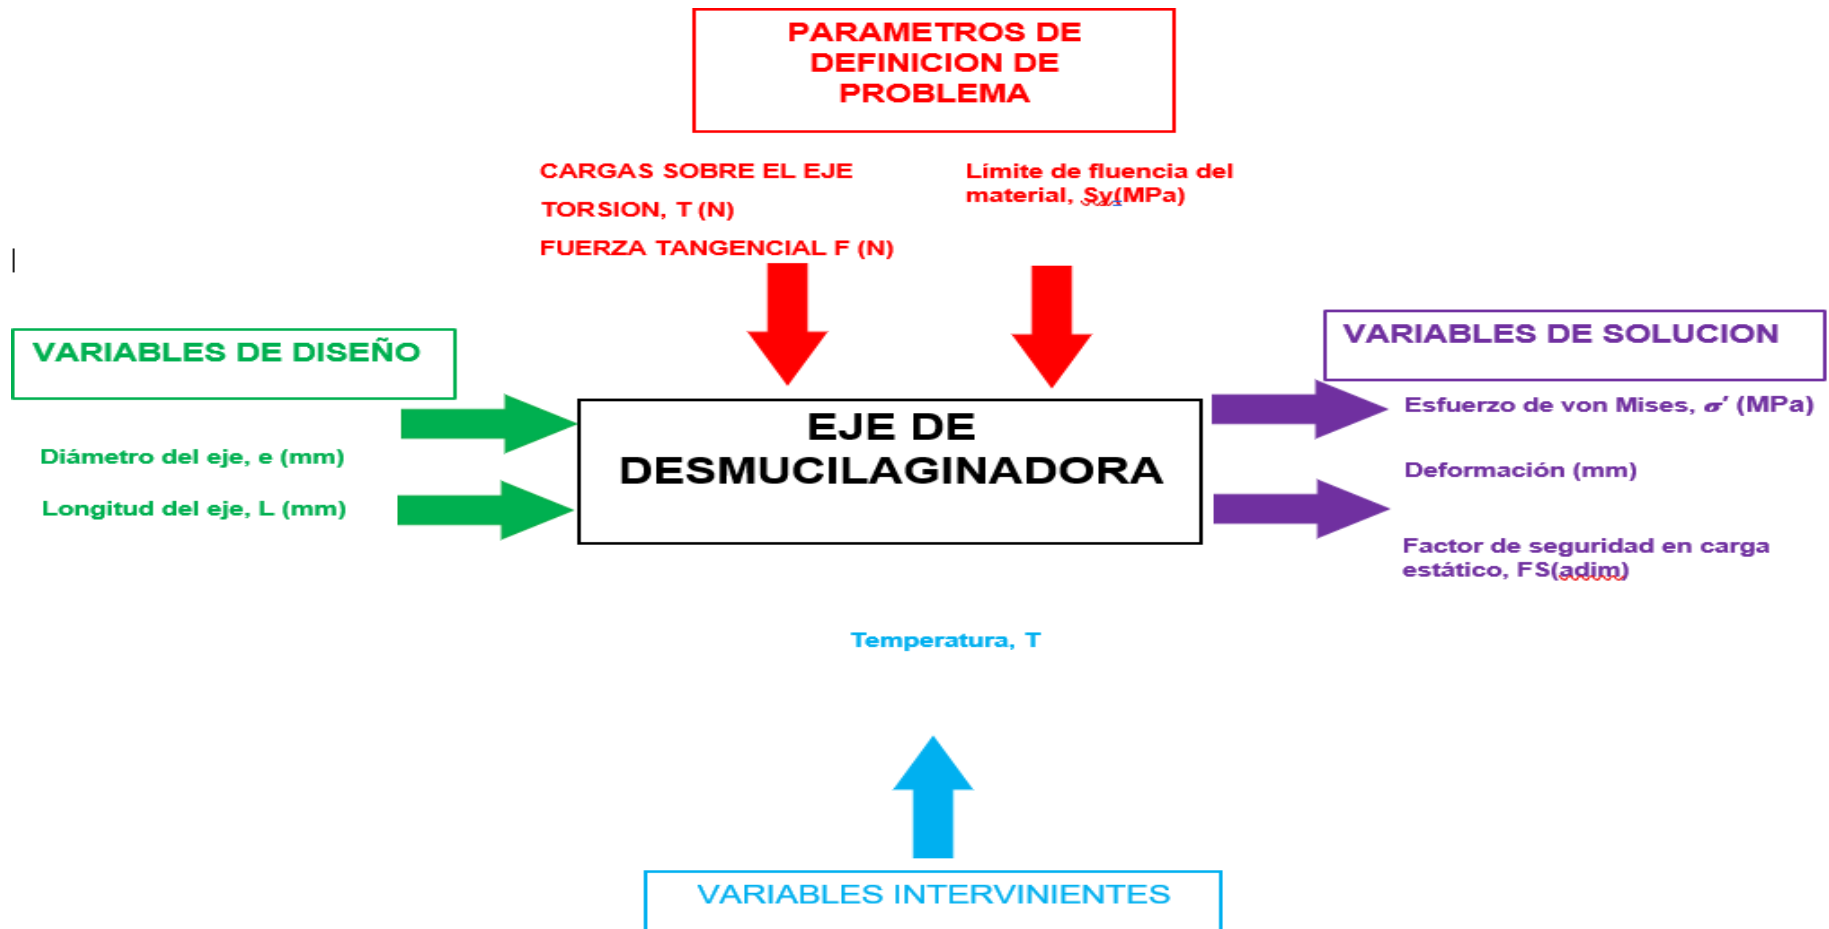 PARAMETROS DE
DEFINICION DE
PROBLEMA
CARGAS SOBRE EL EJE
TORSION, T (N)
FUERZA TANGENCIAL F (N)
Límite de fluencia del
material, Sy(MPa)
VARIABLES DE DISEÑO
Diámetro del eje, e (mm)
Longitud del eje, L (mm)
EJE DE
DESMUCILAGINADORA
VARIABLES DE SOLUCION
Esfuerzo de von Mises, σ′ (MPa)
Deformación (mm)
Factor de seguridad en carga
estático, FS(adim)
Temperatura, T
VARIABLES INTERVINIENTES